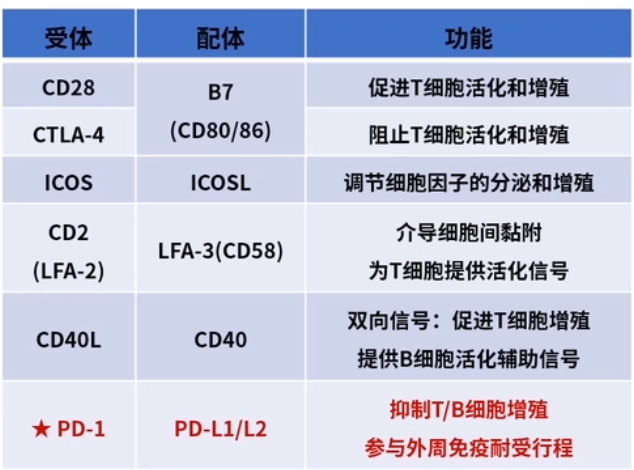 受体 配体 功能
CD28
B7
(CD80/86)
促进T细胞活化和增殖
CTLA-4
阻止T细胞活化和增殖
ICOS ICOSL 调节细胞因子的分泌和增殖
CD2
(LFA-2)
LFA-3(CD58)
介导细胞间黏附
为T细胞提供活化信号
CD40L CD40
双向信号：促进T细胞增殖
提供B细胞活化辅助信号
★ PD-1 PD-L1/L2
抑制T/B细胞增殖
参与外周免疫耐受行程